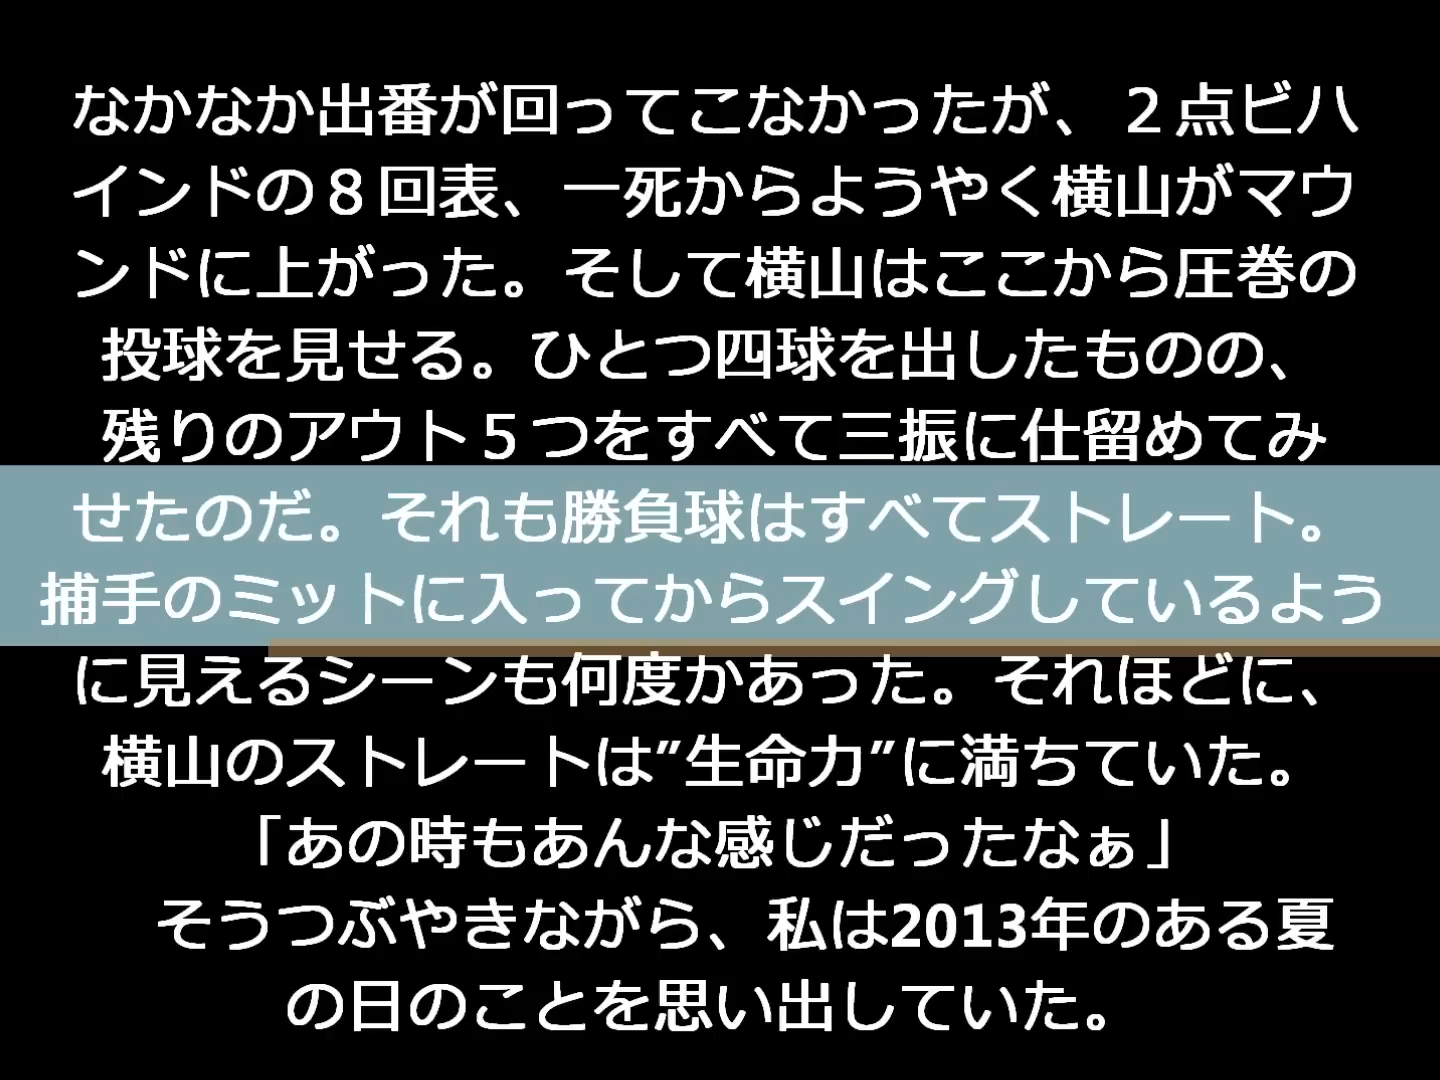 なかなか出番が回ってこなかったが、２点ビハ
インドの８回表、一死からようやく横山がマウ
ンドに上がった。そして横山はここから圧巻の
投球を見せる。ひとつ四球を出したものの、
残りのアウト５つをすべて三振に仕留めてみ
せたのだ。それも勝負球はすべてストレート。
捕手のミットに入ってからスイングしているよう
に見えるシーンも何度かあった。それほどに、
横山のストレートは”生命力”に満ちていた。
「あの時もあんな感じだったなぁ」
そうつぶやきながら、私は2013年のある夏
の日のことを思い出していた。